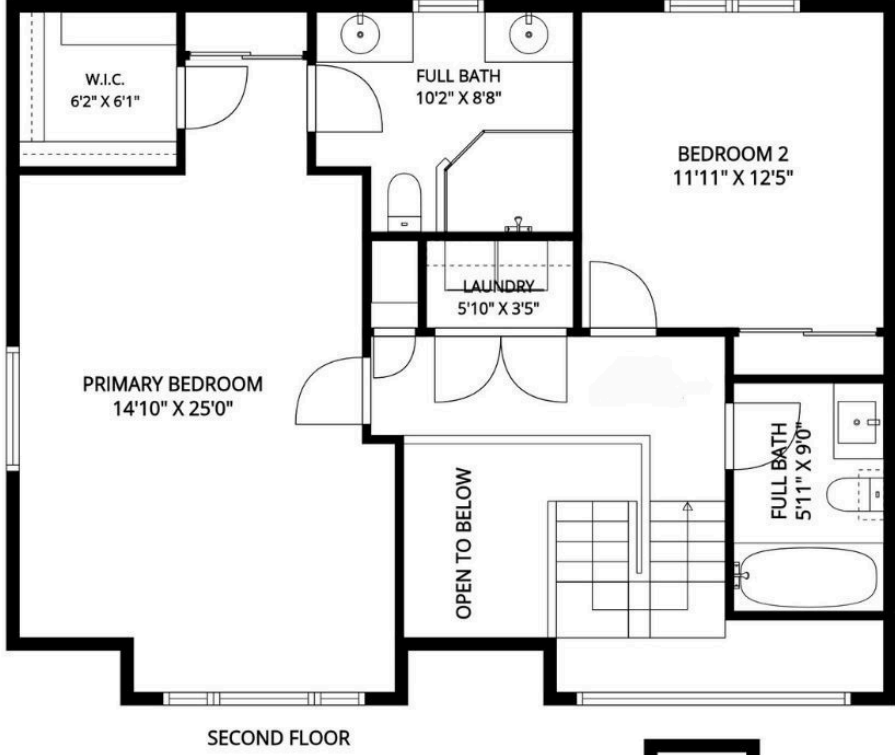 W.I.C.
6'2" X 6'1"
FULL BATH
10'2" X 8'8"
BEDROOM 2
11'11" X 12'5"
LAUNDRY
5'10" X 3'5"
PRIMARY BEDROOM
14'10" X 25'0"
FULL BATH
5'11" X 9'0"
OPEN TO BELOW
SECOND FLOOR